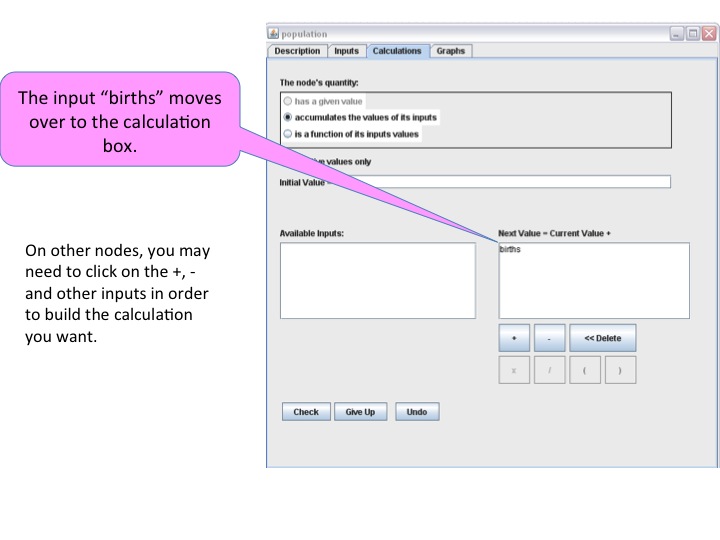 population
Description Inputs Calculations Graphs
The node's quantity:
has a given value
accumulates the values of its inputs
is a function of its inputs values
The input “births” moves
over to the calculation
box.
values only
Initial Value
On other nodes, you may
need to click on the +, -
and other inputs in order
to build the calculation
you want.
Available Inputs:
Next Value = Current Value +
births
+ - << Delete
x / ( )
Check Give Up Undo